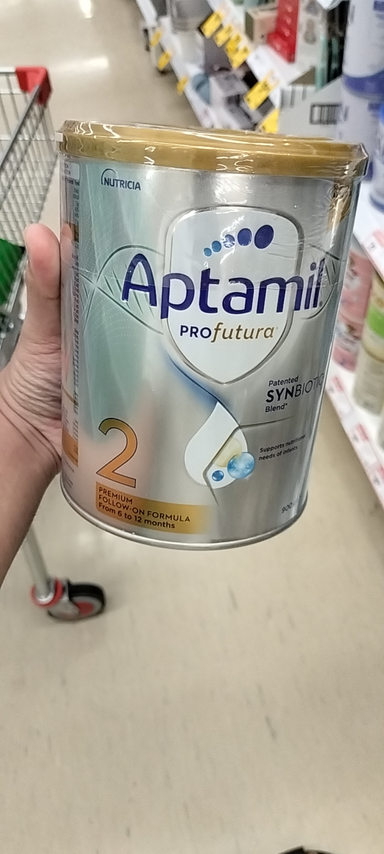 NUTRICIA
Aptamil
PROfutura
Patented
SYNBIOTIC
Blend*
Supports nutritional
needs of infants
2
PREMIUM
FOLLOW-ON FORMULA
From 6 to 12 months